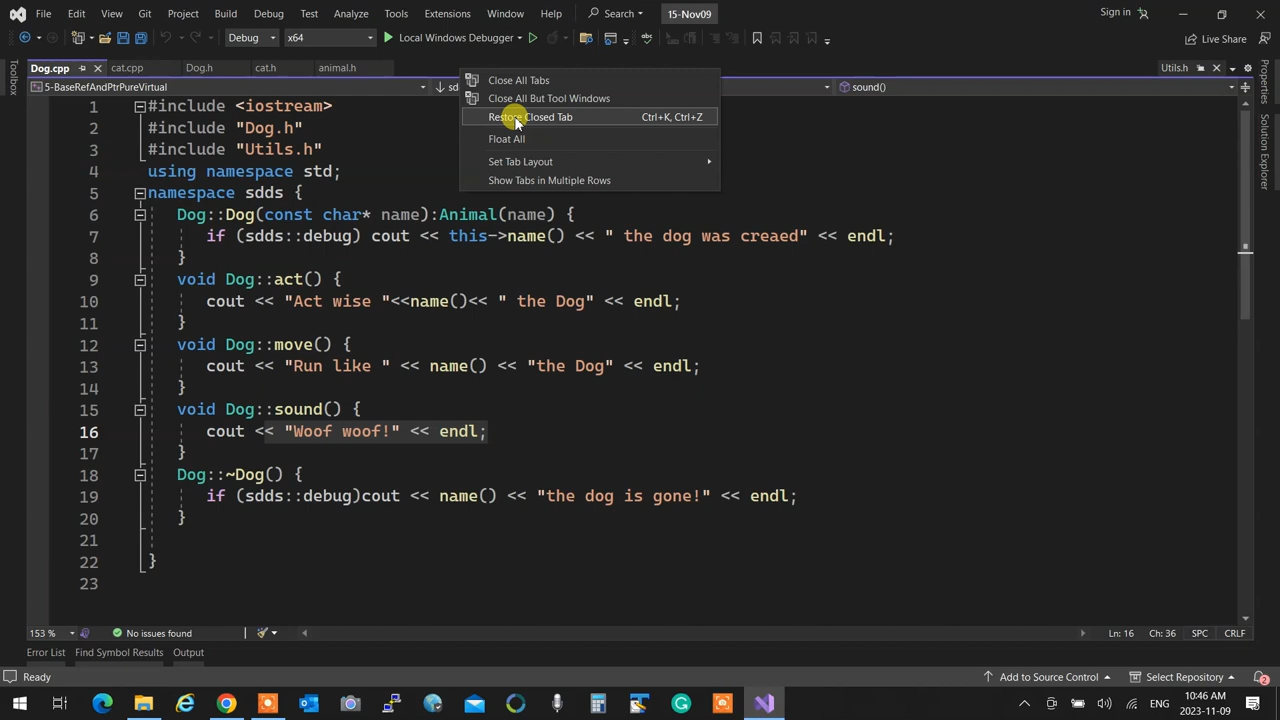 File Edit View Git Project Build Debug Test Analyze Tools Extensions Window Help Search 15-Nov09 Sign in
Debug x64 Local Windows Debugger Live Share
Dog.cpp cat.cpp Dog.h cat.h animal.h Utils.h
5-BaseRefAndPtrPureVirtual sd sound()
Close All Tabs
Close All But Tool Windows
Restore Closed Tab Ctrl+K, Ctrl+Z
Float All
Set Tab Layout
Show Tabs in Multiple Rows
Toolbox
Properties
Solution Explorer
1 #include <iostream>
2 #include "Dog.h"
3 #include "Utils.h"
4 using namespace std;
5 namespace sdds {
6 Dog::Dog(const char* name):Animal(name) {
7 if (sdds::debug) cout << this->name() << " the dog was creaed" << endl;
8 }
9 void Dog::act() {
10 cout << "Act wise "<<name()<< " the Dog" << endl;
11 }
12 void Dog::move() {
13 cout << "Run like " << name() << "the Dog" << endl;
14 }
15 void Dog::sound() {
16 cout << "Woof woof!" << endl;
17 }
18 Dog::~Dog() {
19 if (sdds::debug)cout << name() << "the dog is gone!" << endl;
20 }
21
22 }
23
153 % No issues found Ln: 16 Ch: 36 SPC CRLF
Error List Find Symbol Results Output
Ready Add to Source Control Select Repository 2
10:46 AM
ENG
2023-11-09